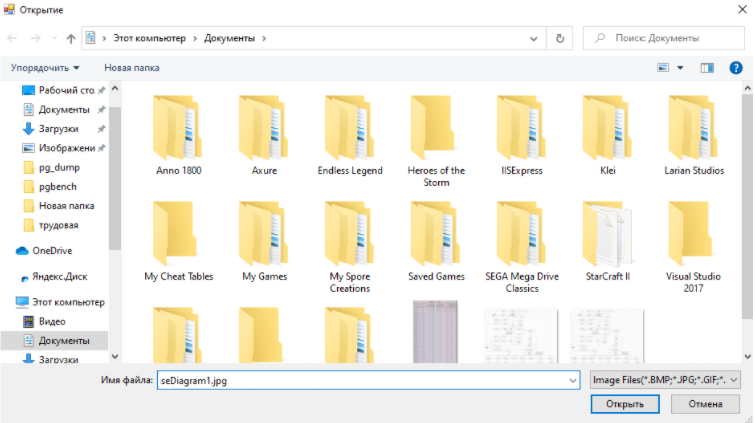 Открытие
Этот компьютер
Документы
Поиск: Документы
Упорядочить
Новая папка
Рабочий сто
Документы
Загрузки
Изображени
pg_dump
pgbench
Новая папка
трудовая
OneDrive
Яндекс.Диск
Этот компьютер
Видео
Документы
Загрузки
Anno 1800
Axure
Endless Legend
Heroes of the
Storm
IISExpress
Klei
Larian Studios
My Cheat Tables
My Games
My Spore
Creations
Saved Games
SEGA Mega Drive
Classics
StarCraft II
Visual Studio
2017
Имя файла:
seDiagram1.jpg
Image Files(*.BMP;*.JPG;*.GIF;*.
Открыть
Отмена